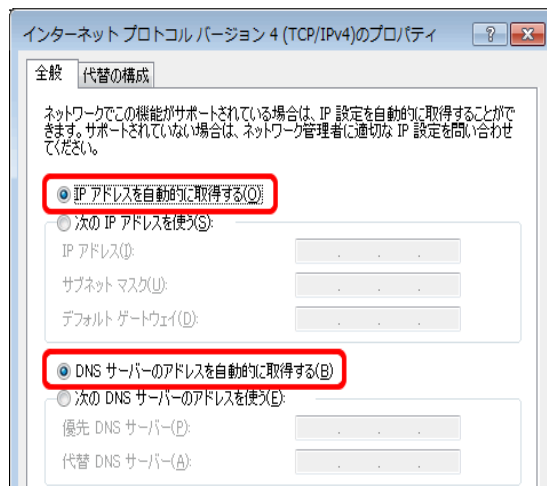 インターネット プロトコル バージョン 4 (TCP/IPv4)のプロパティ
全般
代替の構成
ネットワークでこの機能がサポートされている場合は、IP 設定を自動的に取得することがで
きます。サポートされていない場合は、ネットワーク管理者に適切な IP 設定を問い合わせ
てください。
IP アドレスを自動的に取得する(O)
次の IP アドレスを使う(S):
IP アドレス(I):
サブネット マスク(U):
デフォルト ゲートウェイ(D):
DNS サーバーのアドレスを自動的に取得する(B)
次の DNS サーバーのアドレスを使う(E):
優先 DNS サーバー(P):
代替 DNS サーバー(A):